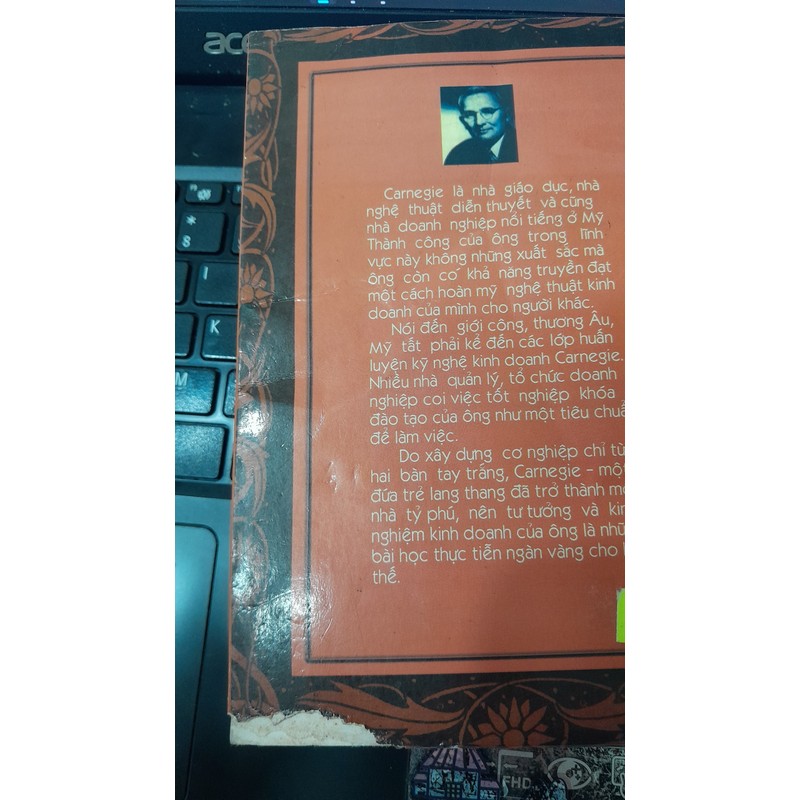 ace
Carnegie là nhà giáo dục, nhà
nghệ thuật diễn thuyết và cũng
nhà doanh nghiệp nổi tiếng ở Mỹ
Thành công của ông trong lĩnh
vực này không những xuất sắc mà
ông còn có khả năng truyền đạt
một cách hoàn mỹ nghệ thuật kinh
doanh của mình cho người khác.
Nói đến giới công, thương Âu,
Mỹ tất phải kể đến các lớp huấn
luyện kỹ nghệ kinh doanh Carnegie.
Nhiều nhà quản lý, tổ chức doanh
nghiệp coi việc tốt nghiệp khóa
đào tạo của ông như một tiêu chuẩ
để làm việc.
Do xây dựng cơ nghiệp chỉ từ
hai bàn tay trắng, Carnegie - mộ
đứa trẻ lang thang đã trở thành mộ
nhà tỷ phú, nên tư tưởng và kin
nghiệm kinh doanh của ông là nhữ
bài học thực tiễn ngàn vàng cho
thế.
K
M
FHD